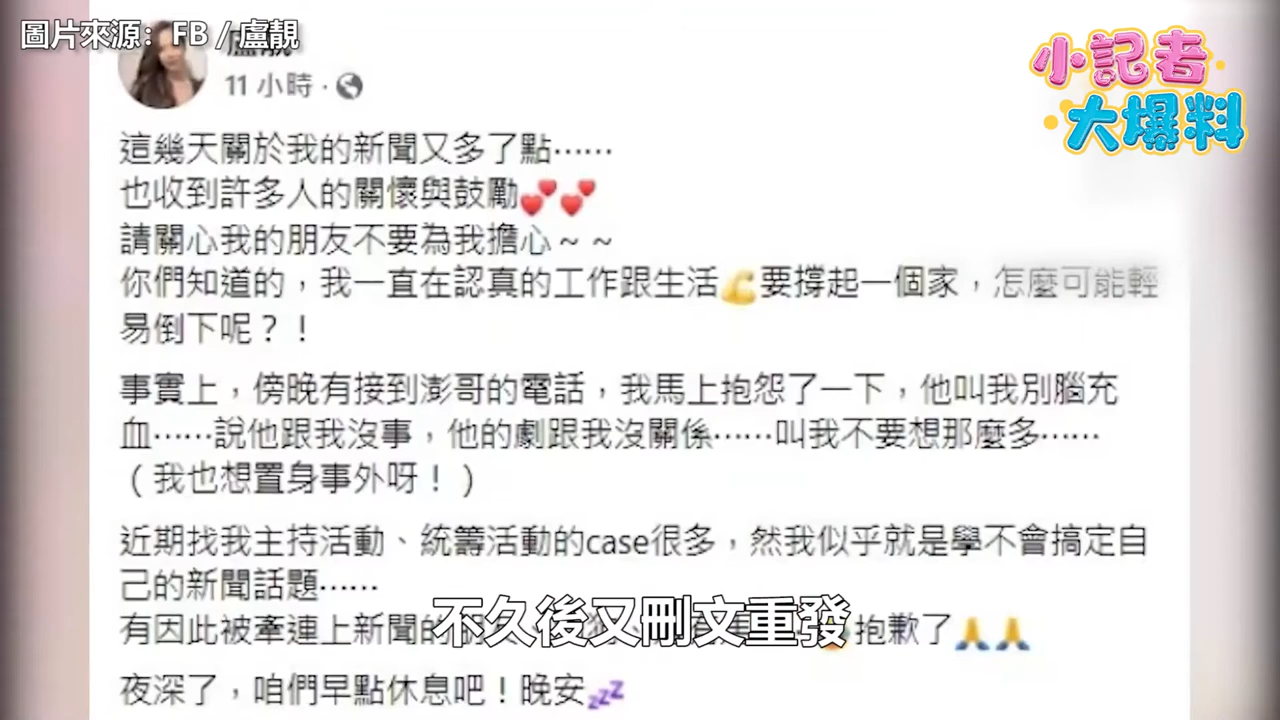 圖片來源：FB / 盧靚
小記者
大爆料
11 小時
這幾天關於我的新聞又多了點……
也收到許多人的關懷與鼓勵💕💕
請關心我的朋友不要為我擔心～～
你們知道的，我一直在認真的工作跟生活💪要撐起一個家，怎麼可能輕
易倒下呢？！
事實上，傍晚有接到澎哥的電話，我馬上抱怨了一下，他叫我別腦充
血……說他跟我沒事，他的劇跟我沒關係……叫我不要想那麼多……
（我也想置身事外呀！）
近期找我主持活動、統籌活動的case很多，然我似乎就是學不會搞定自
己的新聞話題……
有因此被牽連上新聞的 抱歉了🙏🙏
不久後又刪文重發
夜深了，咱們早點休息吧！晚安💤